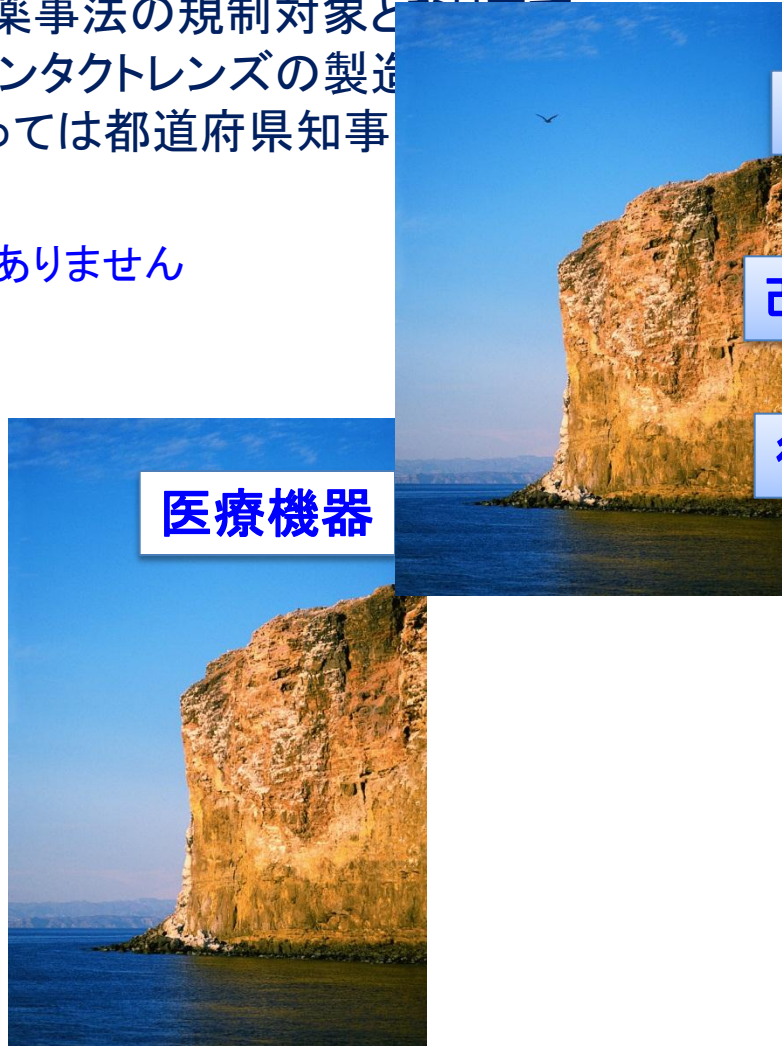 薬事法の規制対象と
ンタクトレンズの製造
っては都道府県知事
ありません
医療機器